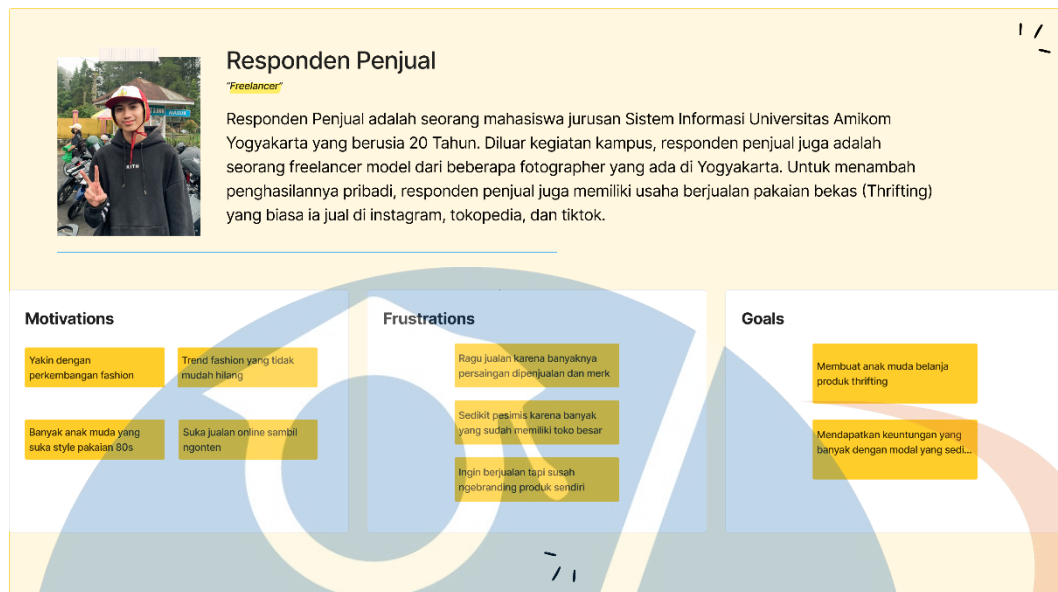 Responden Penjual
"Freelancer"
Responden Penjual adalah seorang mahasiswa jurusan Sistem Informasi Universitas Amikom
Yogyakarta yang berusia 20 Tahun. Diluar kegiatan kampus, responden penjual juga adalah
seorang freelancer model dari beberapa fotographer yang ada di Yogyakarta. Untuk menambah
penghasilannya pribadi, responden penjual juga memiliki usaha berjualan pakaian bekas (Thrifting)
yang biasa ia jual di instagram, tokopedia, dan tiktok.
KITH
MASUK
Motivations
Yakin dengan
perkembangan fashion
Trend fashion yang tidak
mudah hilang
Banyak anak muda yang
suka style pakaian 80s
Suka jualan online sambil
ngonten
Frustrations
Ragu jualan karena banyaknya
persaingan dipenjualan dan merk
Sedikit pesimis karena banyak
yang sudah memiliki toko besar
Ingin berjualan tapi susah
ngebranding produk sendiri
Goals
Membuat anak muda belanja
produk thrifting
Mendapatkan keuntungan yang
banyak dengan modal yang sedi...